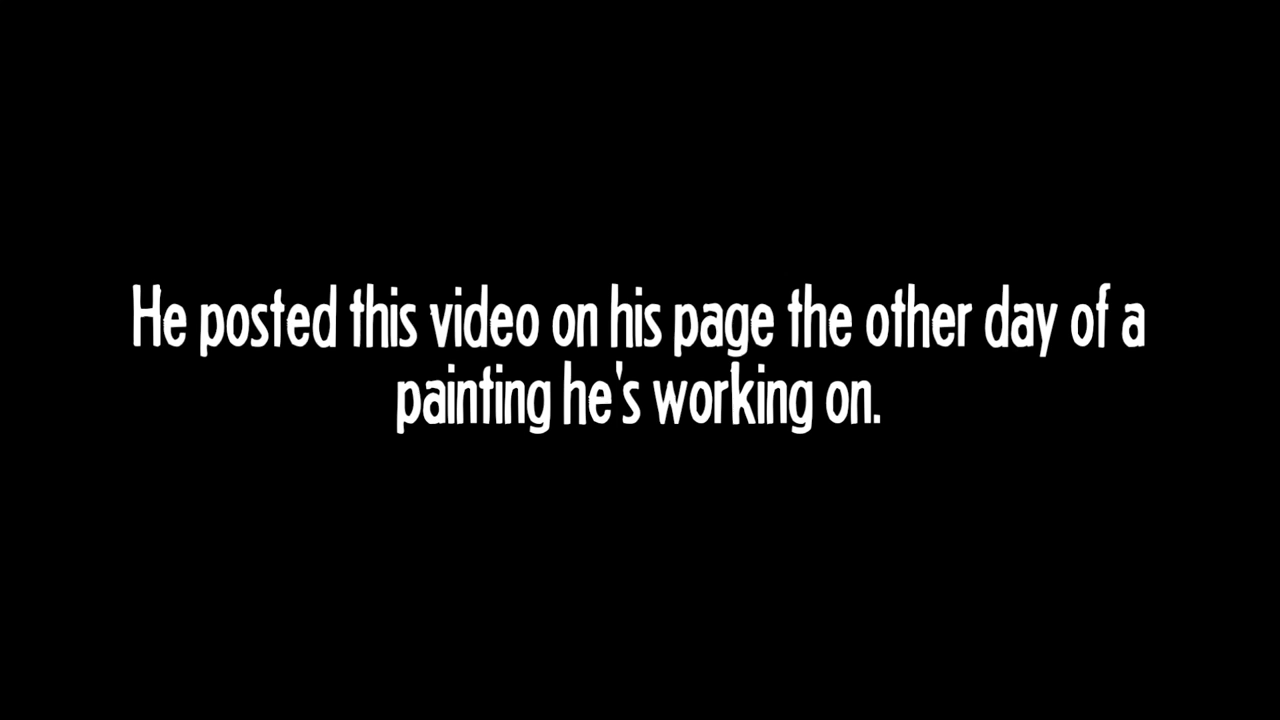 He posted this video on his page the other day of a
painting he's working on.